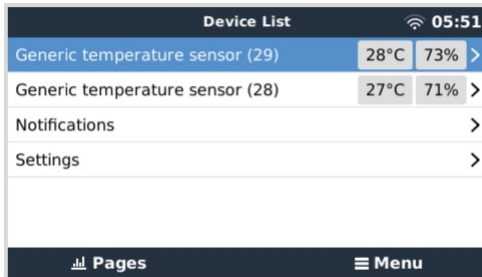 Device List 05:51
Generic temperature sensor (29) 28°C 73%
Generic temperature sensor (28) 27°C 71%
Notifications
Settings
Pages Menu